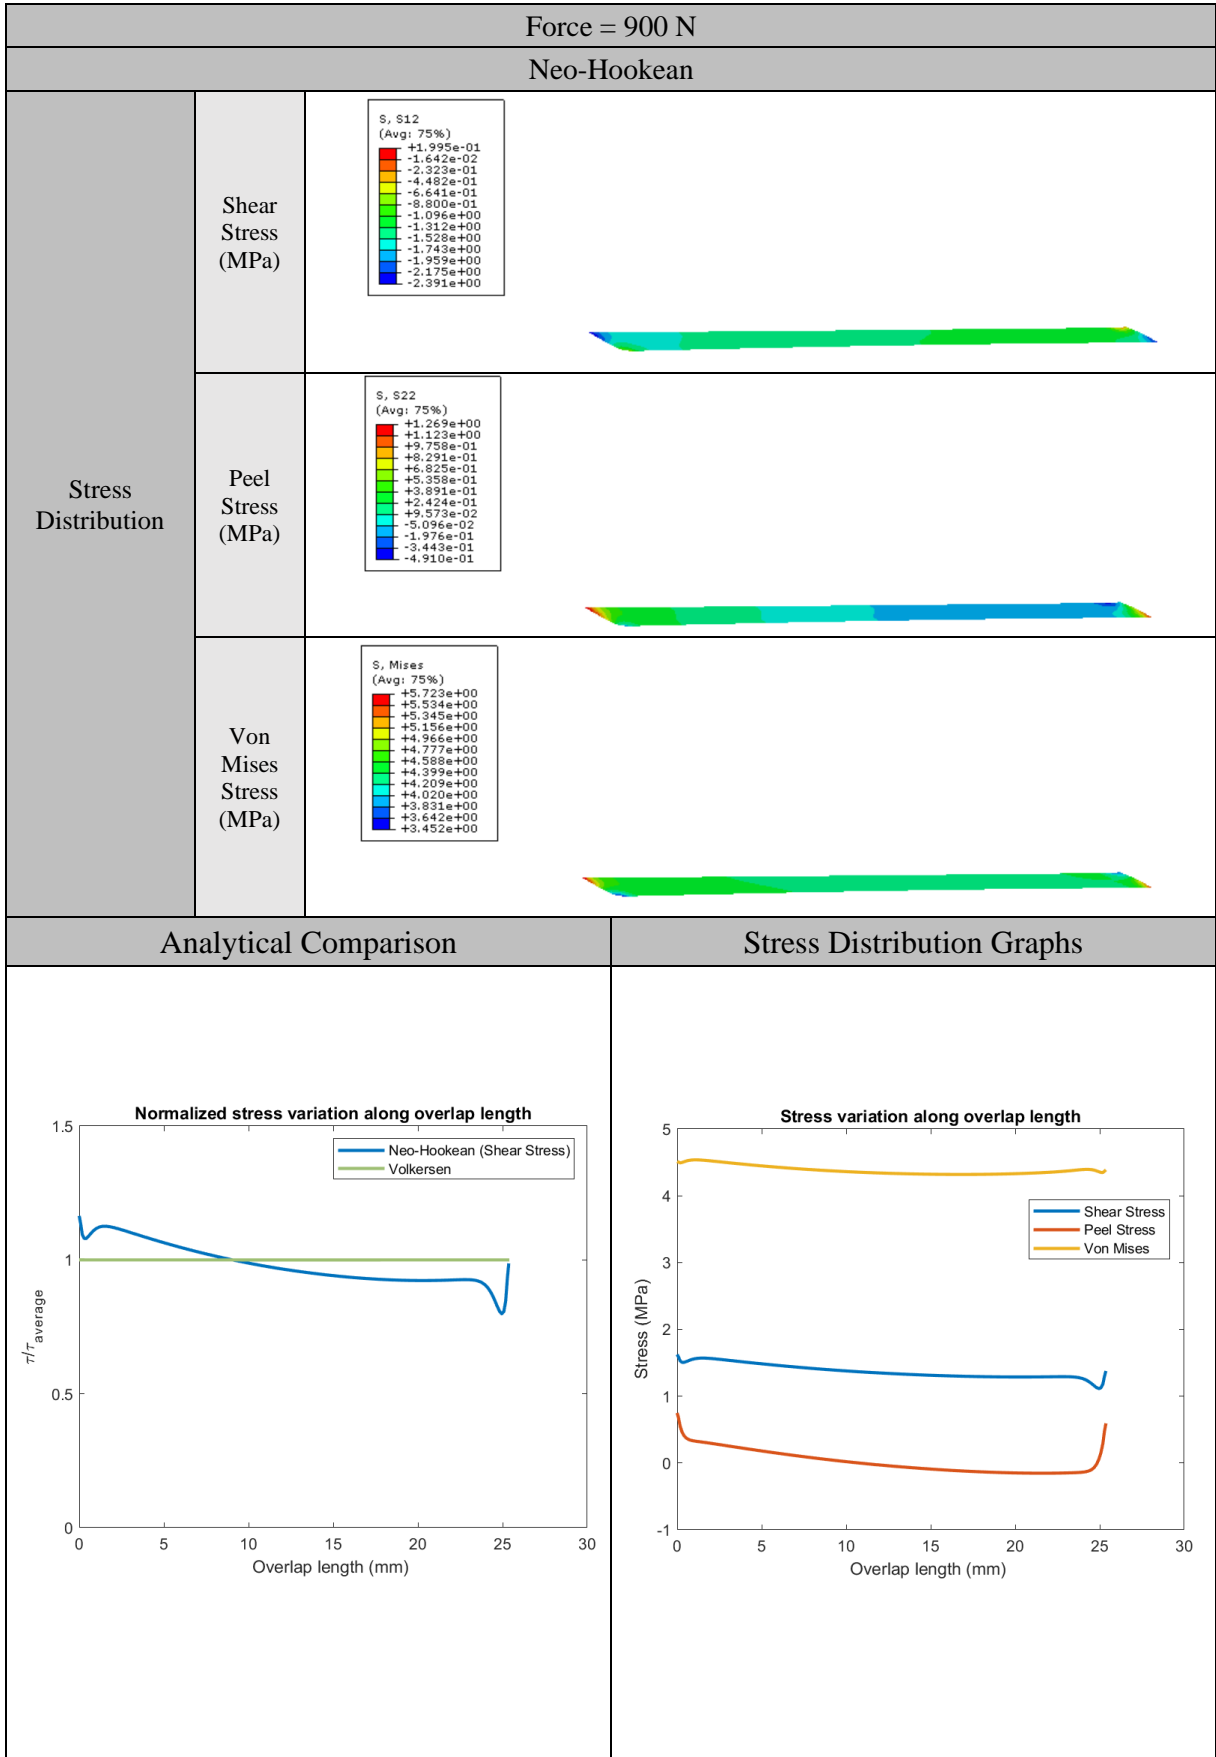 Force = 900 N
Neo-Hookean
Stress
Distribution
Shear
Stress
(MPa)
S, S12
(Avg: 75%)
+1.995e-01
-1.642e-02
-2.323e-01
-4.482e-01
-6.641e-01
-8.800e-01
-1.096e+00
-1.312e+00
-1.528e+00
-1.743e+00
-1.959e+00
-2.175e+00
-2.391e+00
Peel
Stress
(MPa)
S, S22
(Avg: 75%)
+1.269e+00
+1.123e+00
+9.758e-01
+8.291e-01
+6.825e-01
+5.358e-01
+3.891e-01
+2.424e-01
+9.573e-02
-5.096e-02
-1.976e-01
-3.443e-01
-4.910e-01
Von
Mises
Stress
(MPa)
S, Mises
(Avg: 75%)
+5.723e+00
+5.534e+00
+5.345e+00
+5.156e+00
+4.966e+00
+4.777e+00
+4.588e+00
+4.399e+00
+4.209e+00
+4.020e+00
+3.831e+00
+3.642e+00
+3.452e+00
Analytical Comparison
Stress Distribution Graphs
Normalized stress variation along overlap length
Neo-Hookean (Shear Stress)
Volkersen
1.5
1
0.5
0
τ/τaverage
0 5 10 15 20 25 30
Overlap length (mm)
Stress variation along overlap length
Shear Stress
Peel Stress
Von Mises
5
4
3
2
1
0
-1
Stress (MPa)
0 5 10 15 20 25 30
Overlap length (mm)